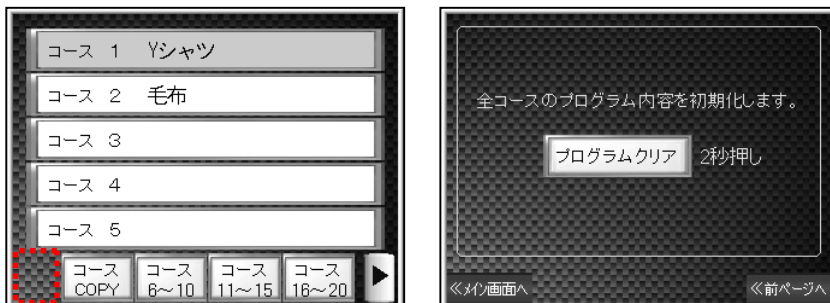 コース 1 Yシャツ
コース 2 毛布
コース 3
コース 4
コース 5
コース
COPY
コース
6～10
コース
11～15
コース
16～20
全コースのプログラム内容を初期化します。
プログラムクリア 2秒押し
≪メイン画面へ
≪前ページへ